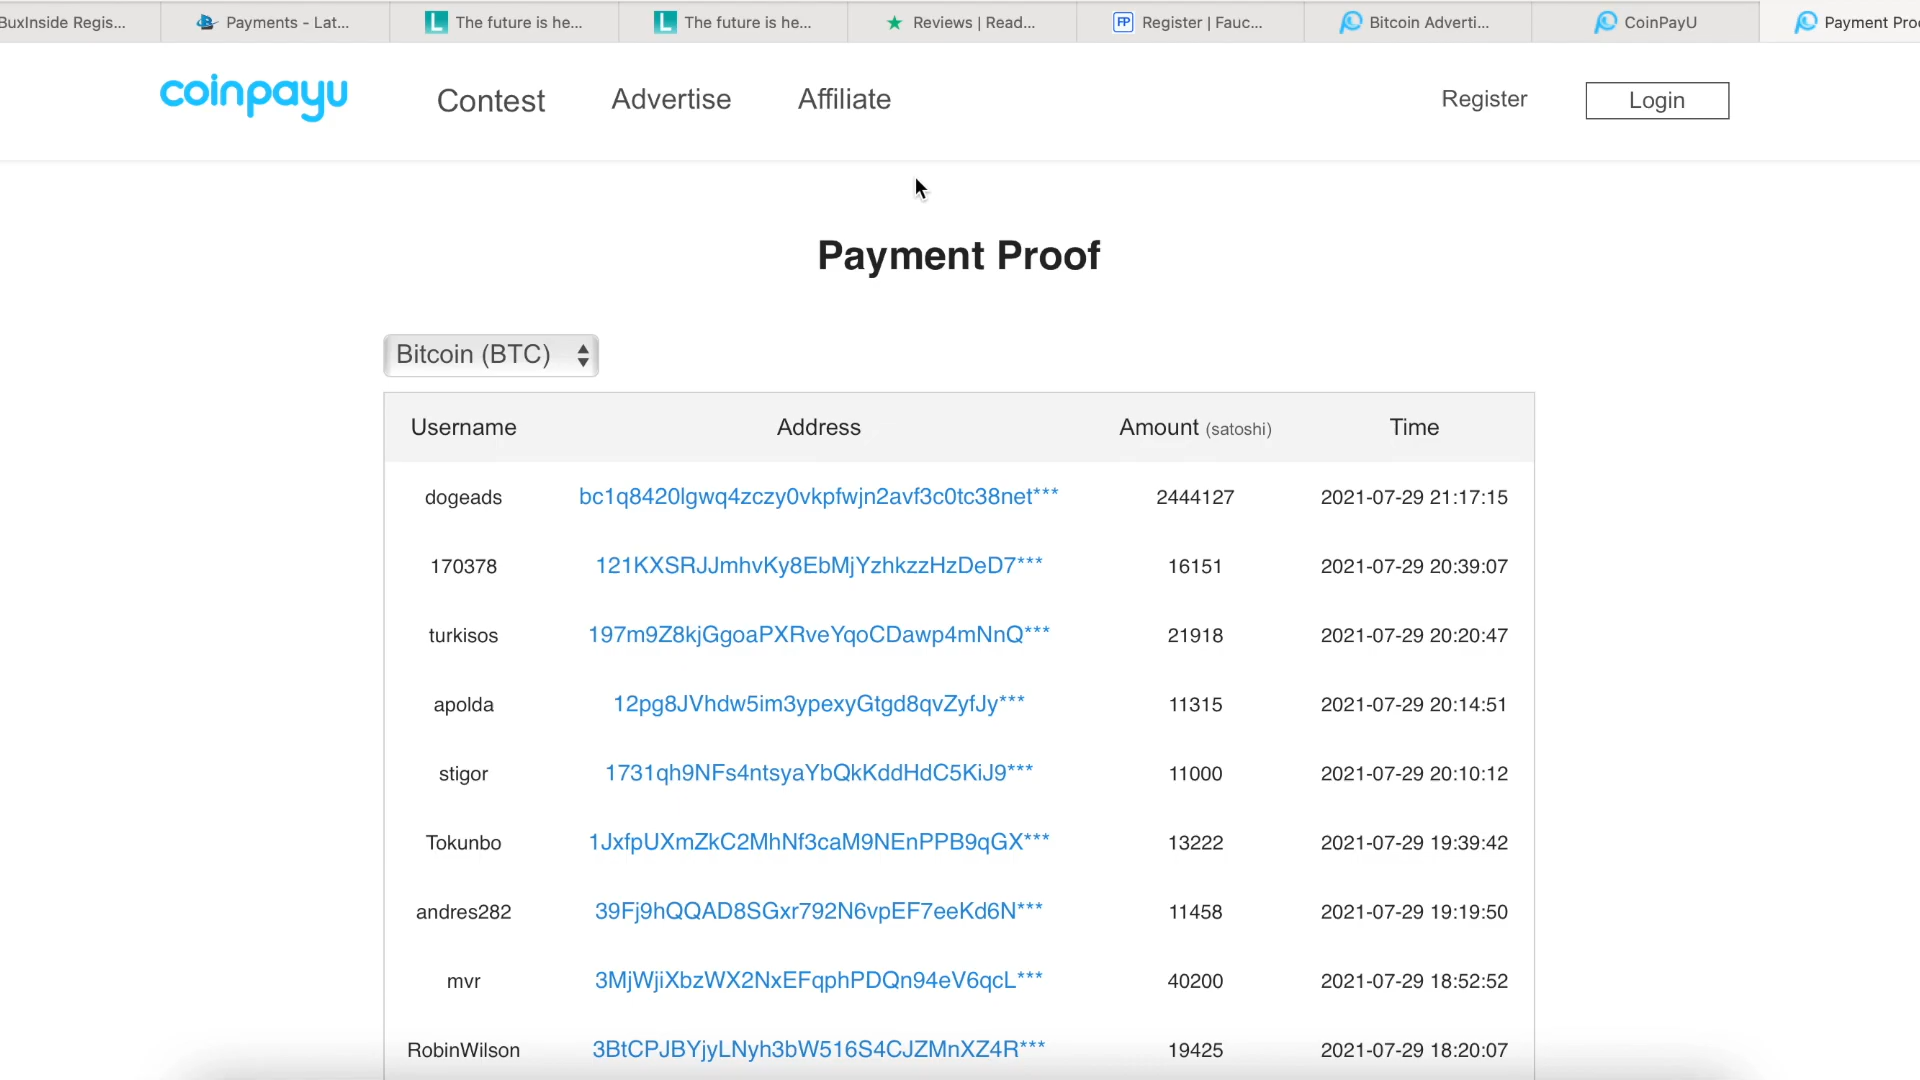 BuxInside Regis... Payments - Lat... The future is he... The future is he... Reviews | Read... Register | Fauc... Bitcoin Adverti... CoinPayU Payment Proo
coinpayu Contest Advertise Affiliate Register Login
Payment Proof
Bitcoin (BTC)
Username Address Amount (satoshi) Time
dogeads bc1q8420lgwq4zczy0vkpfwjn2avf3c0tc38net*** 2444127 2021-07-29 21:17:15
170378 121KXSRJJmhvKy8EbMjYzhkzzHzDeD7*** 16151 2021-07-29 20:39:07
turkisos 197m9Z8kjGgoaPXRveYqoCDawp4mNnQ*** 21918 2021-07-29 20:20:47
apolda 12pg8JVhdw5im3ypexyGtgd8qvZyfJy*** 11315 2021-07-29 20:14:51
stigor 1731qh9NFs4ntsyaYbQkKddHdC5KiJ9*** 11000 2021-07-29 20:10:12
Tokunbo 1JxfpUXmZkC2MhNf3caM9NEnPPB9qGX*** 13222 2021-07-29 19:39:42
andres282 39Fj9hQQAD8SGxr792N6vpEF7eeKd6N*** 11458 2021-07-29 19:19:50
mvr 3MjWjiXbzWX2NxEFqphPDQn94eV6qcL*** 40200 2021-07-29 18:52:52
RobinWilson 3BtCPJBYjyLNyh3bW516S4CJZMnXZ4R*** 19425 2021-07-29 18:20:07